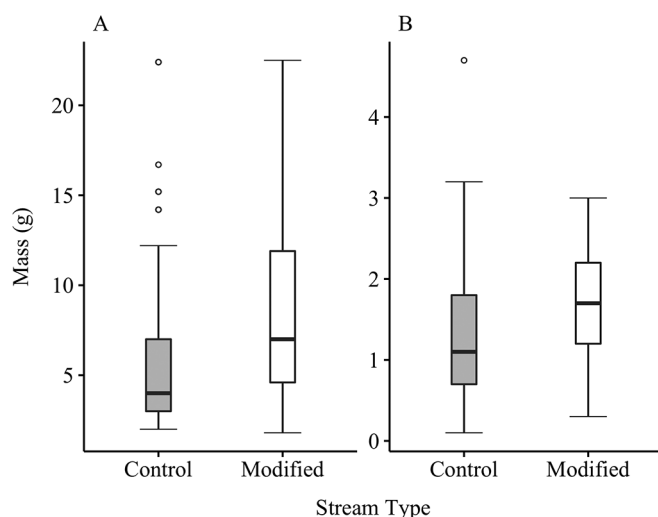 A
B
20
15
10
5
4
3
2
1
0
Mass (g)
Control
Modified
Control
Modified
Stream Type